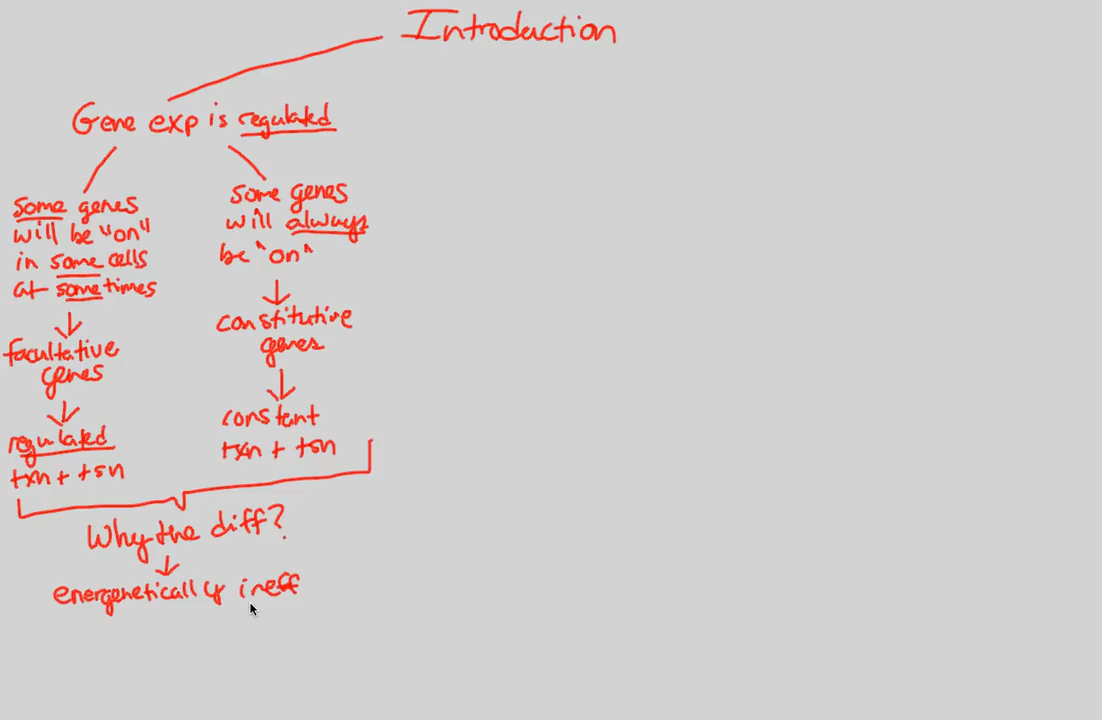 Introduction
Gene exp is regulated
Some genes
will be "on"
in some cells
at some times
facultative
genes
regulated
txn + tsn
Some genes
will always
be "on"
constitutive
genes
constant
txn + tsn
Why the diff?
energenetically ineff